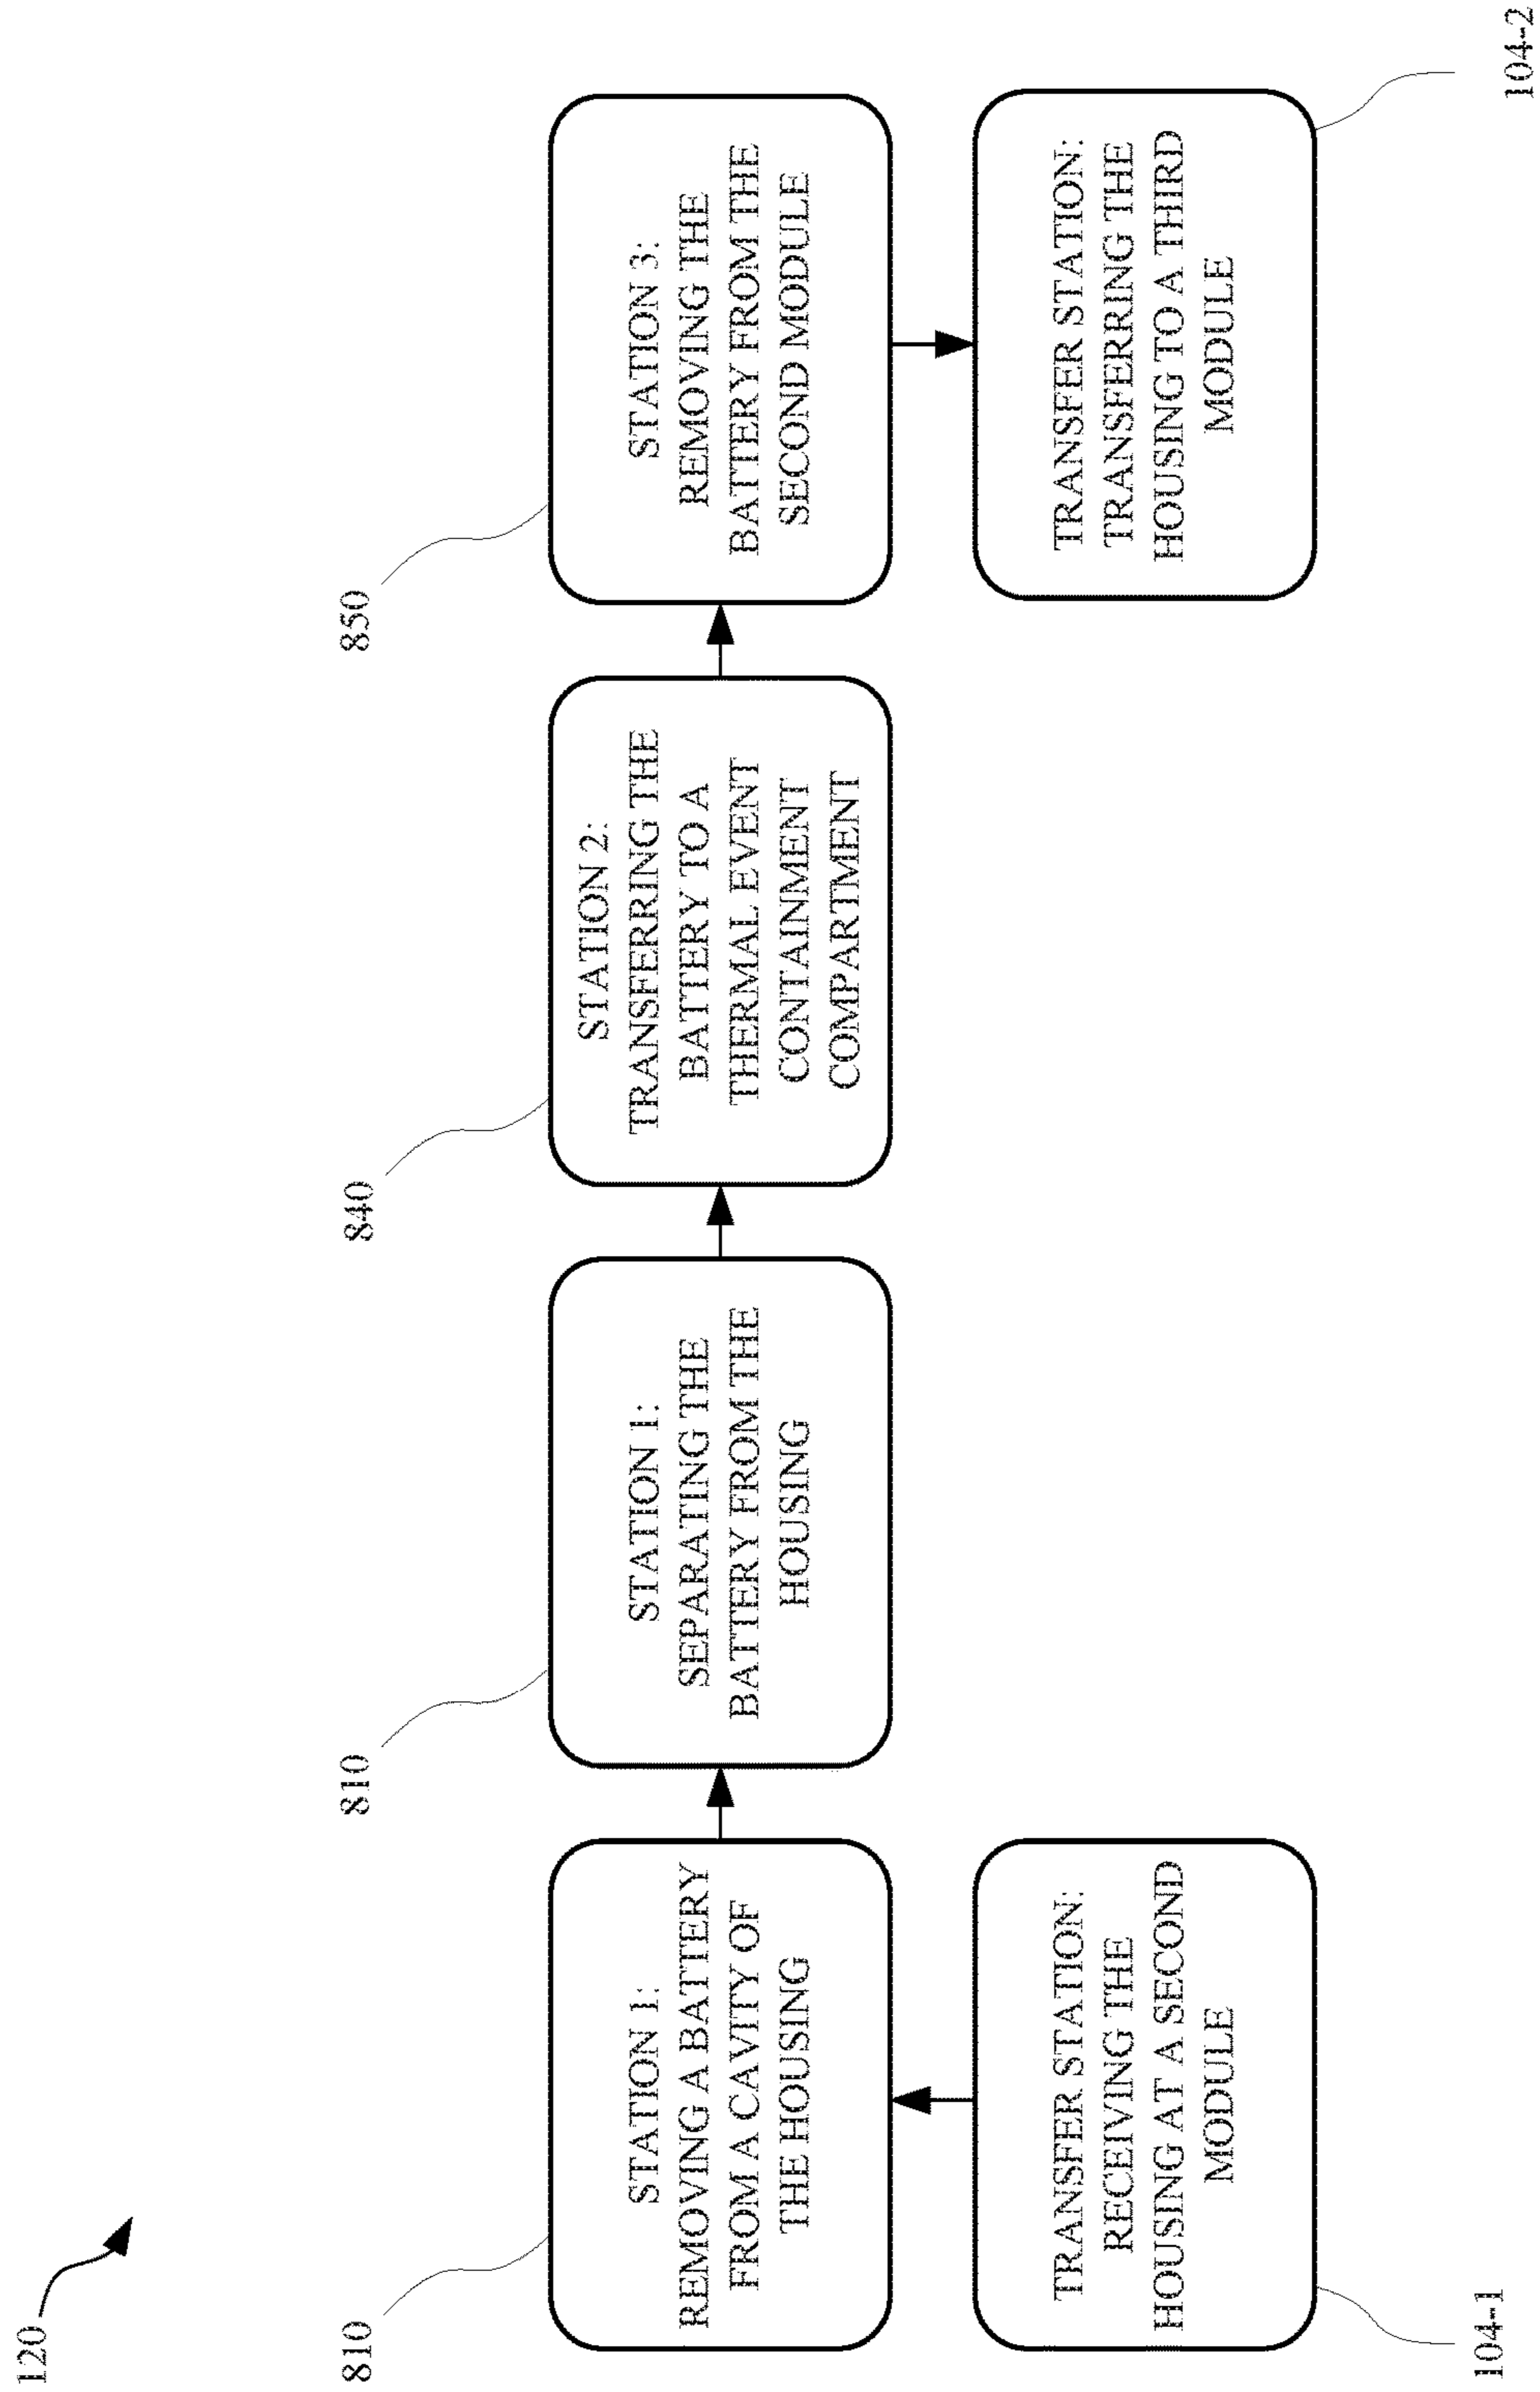 120
810
810
840
850
STATION 1:
REMOVING A BATTERY
FROM A CAVITY OF
THE HOUSING
STATION 1:
SEPARATING THE
BATTERY FROM THE
HOUSING
STATION 2:
TRANSFERRING THE
BATTERY TO A
THERMAL EVENT
CONTAINMENT
COMPARTMENT
STATION 3:
REMOVING THE
BATTERY FROM THE
SECOND MODULE
TRANSFER STATION:
RECEIVING THE
HOUSING AT A SECOND
MODULE
TRANSFER STATION:
TRANSFERRING THE
HOUSING TO A THIRD
MODULE
104-1
104-2